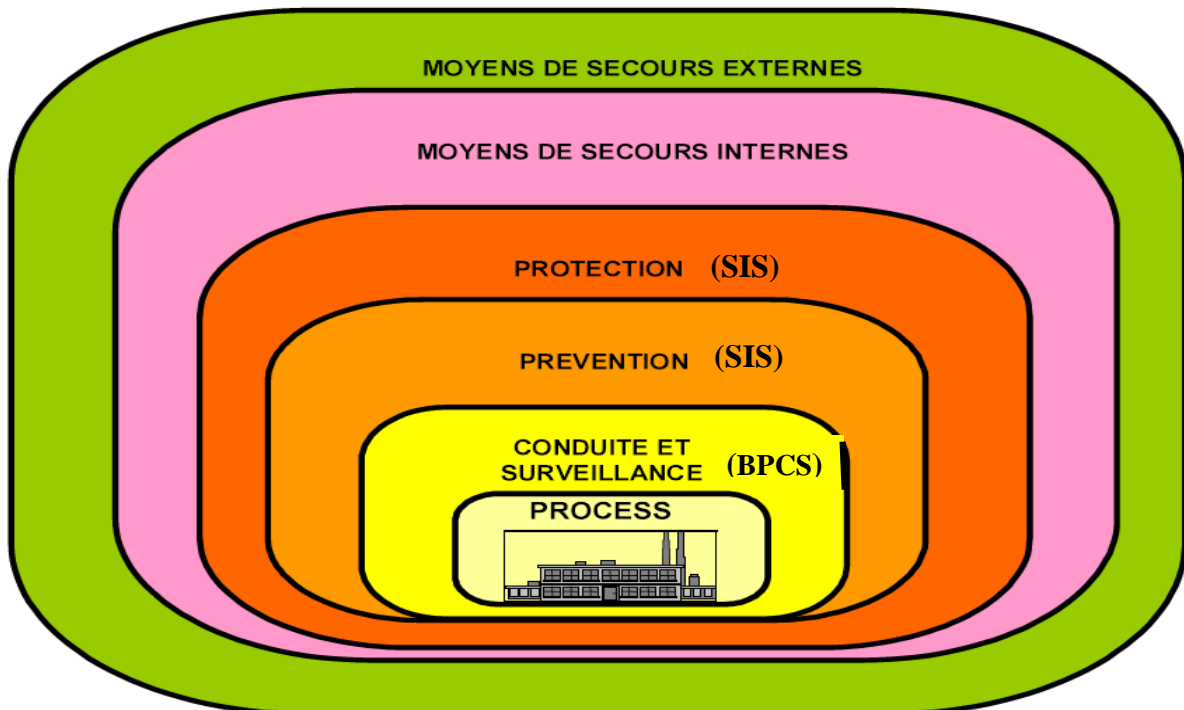 MOYENS DE SECOURS EXTERNES
MOYENS DE SECOURS INTERNES
PROTECTION (SIS)
PREVENTION (SIS)
CONDUITE ET
SURVEILLANCE (BPCS)
PROCESS